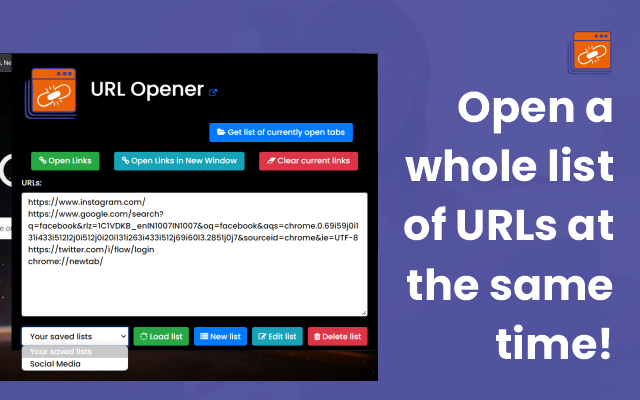 s, Ne
URL Opener
Get list of currently open tabs
Open Links
Open Links in New Window
Clear current links
URLs:
https://www.instagram.com/
https://www.google.com/search?
q=facebook&rlz=1C1VDKB_enIN1007IN1007&oq=facebook&aqs=chrome.0.69i59j0i1
31i433i512l2j0i512j0i20i131i263i433i512j69i60l3.2851j0j7&sourceid=chrome&ie=UTF-8
https://twitter.com/i/flow/login
chrome://newtab/
Your saved lists
Load list
New list
Edit list
Delete list
Your saved lists
Social Media
Open a
whole list
of URLs at
the same
time!